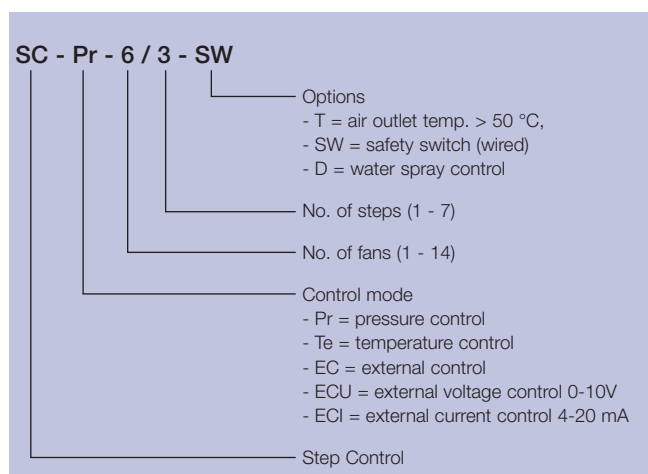 SC - Pr - 6 / 3 - SW
Options
- T = air outlet temp. > 50 °C,
- SW = safety switch (wired)
- D = water spray control
No. of steps (1 - 7)
No. of fans (1 - 14)
Control mode
- Pr = pressure control
- Te = temperature control
- EC = external control
- ECU = external voltage control 0-10V
- ECI = external current control 4-20 mA
Step Control